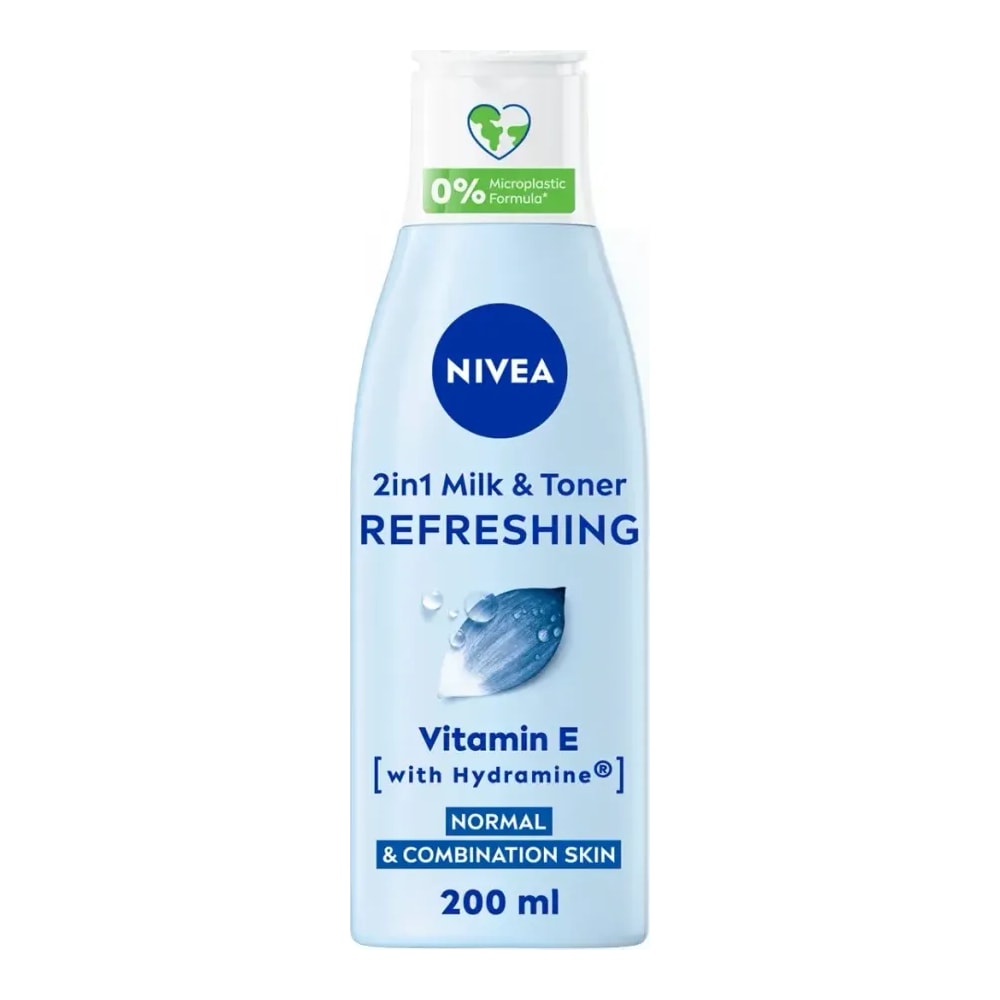 0% Microplastic
Formula*
NIVEA
2in1 Milk & Toner
REFRESHING
Vitamin E
[with Hydramine®]
NORMAL
& COMBINATION SKIN
200 ml